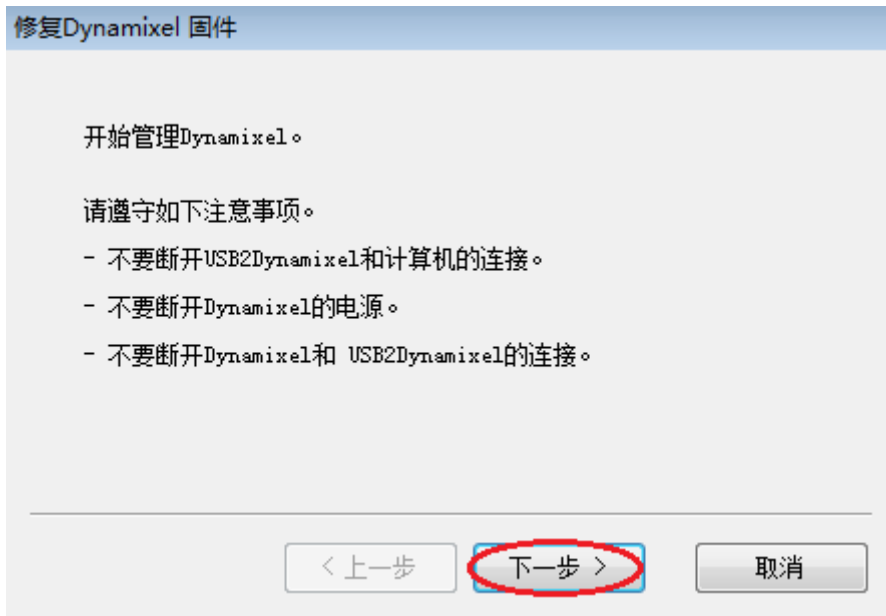 修复Dynamixel 固件
开始管理Dynamixel。
请遵守如下注意事项。
- 不要断开USB2Dynamixel和计算机的连接。
- 不要断开Dynamixel的电源。
- 不要断开Dynamixel和 USB2Dynamixel的连接。
< 上一步 下一步 > 取消